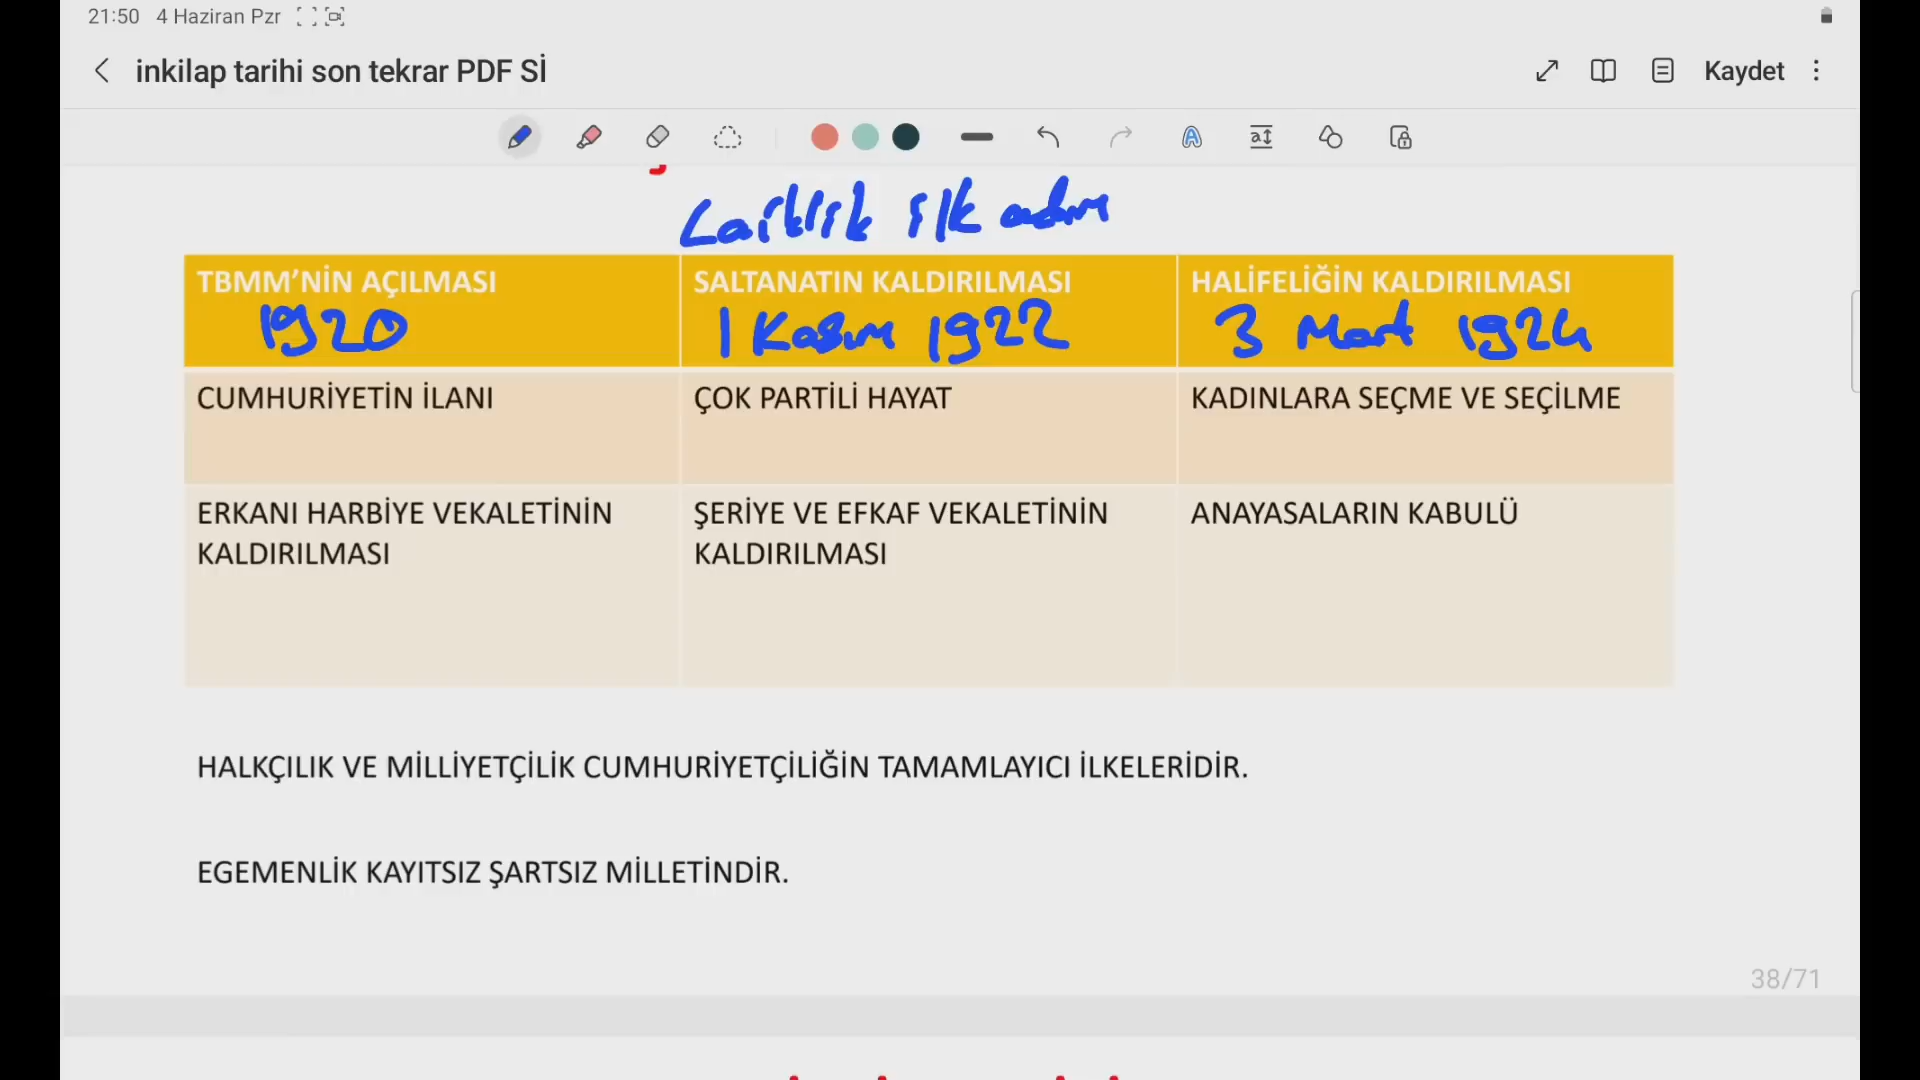 21:50 4 Haziran Pzr
inkilap tarihi son tekrar PDF Sİ
Kaydet
Laiklik ilk adım
TBMM’NİN AÇILMASI
1920
SALTANATIN KALDIRILMASI
1 Kasım 1922
HALİFELİĞİN KALDIRILMASI
3 Mart 1924
CUMHURİYETİN İLANI
ÇOK PARTİLİ HAYAT
KADINLARA SEÇME VE SEÇİLME
ERKANI HARBİYE VEKALETİNİN
KALDIRILMASI
ŞERİYE VE EFKAF VEKALETİNİN
KALDIRILMASI
ANAYASALARIN KABULÜ
HALKÇILIK VE MİLLİYETÇİLİK CUMHURİYETÇİLİĞİN TAMAMLAYICI İLKELERİDİR.
EGEMENLİK KAYITSIZ ŞARTSIZ MİLLETİNDİR.
38/71